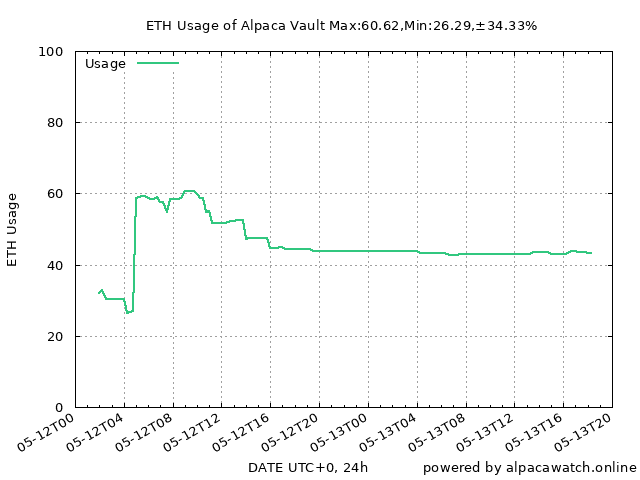 ETH Usage of Alpaca Vault Max:60.62,Min:26.29,±34.33%
Usage
ETH Usage
100
80
60
40
20
0
05-12T00
05-12T04
05-12T08
05-12T12
05-12T16
05-12T20
05-13T00
05-13T04
05-13T08
05-13T12
05-13T16
05-13T20
DATE UTC+0, 24h
powered by alpacawatch.online